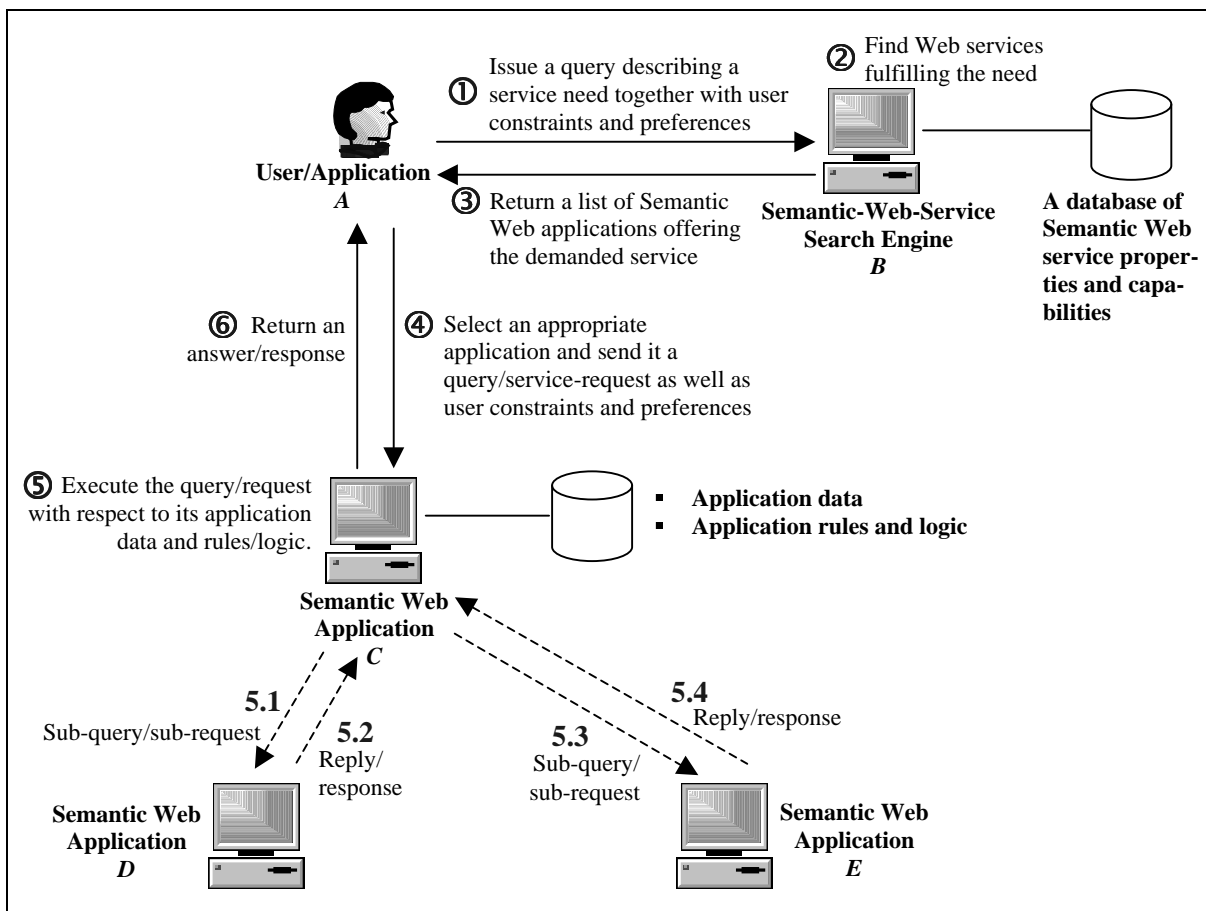 ① Issue a query describing a
service need together with user
constraints and preferences
② Find Web services
fulfilling the need
User/Application
A
③ Return a list of Semantic
Web applications offering
the demanded service
Semantic-Web-Service
Search Engine
B
A database of
Semantic Web
service proper-
ties and capa-
bilities
⑥ Return an
answer/response
④ Select an appropriate
application and send it a
query/service-request as well as
user constraints and preferences
⑤ Execute the query/request
with respect to its application
data and rules/logic.
▪ Application data
▪ Application rules and logic
Semantic Web
Application
C
5.1
Sub-query/sub-request
5.2
Reply/
response
5.3
Sub-query/
sub-request
5.4
Reply/response
Semantic Web
Application
D
Semantic Web
Application
E